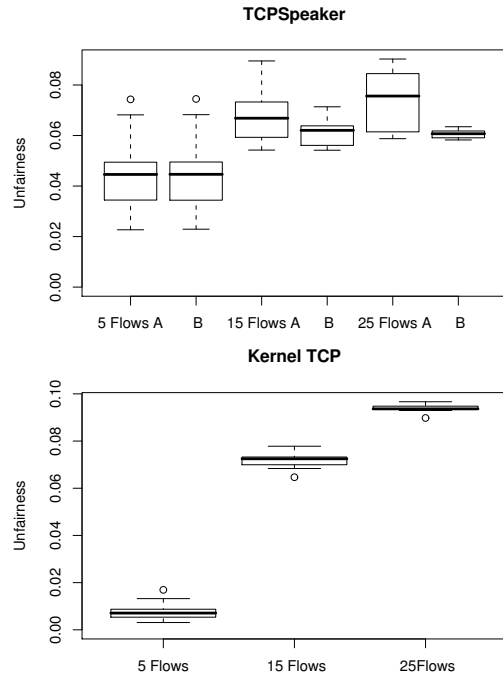 TCPSpeaker
Unfairness
0.08
0.06
0.04
0.02
0.00
5 Flows A B 15 Flows A B 25 Flows A B
Kernel TCP
Unfairness
0.10
0.08
0.06
0.04
0.02
0.00
5 Flows 15 Flows 25Flows